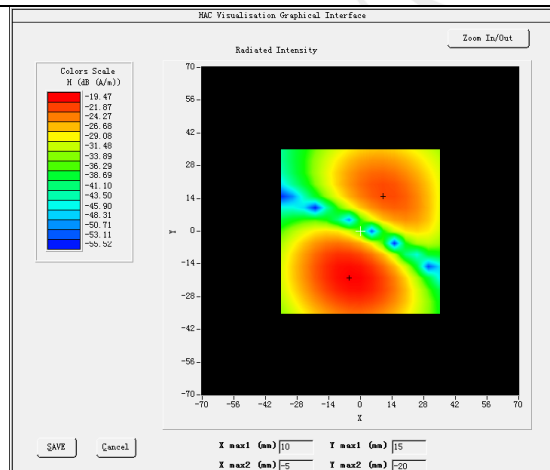 HAC Visualisation Graphical Interface
Zoom In/Out
Radiated Intensity
Colors Scale
H (dB (A/m))
-19.47
-21.87
-24.27
-26.68
-29.08
-31.48
-33.89
-36.29
-38.69
-41.10
-43.50
-45.90
-48.31
-50.71
-53.11
-55.52
70
56
42
28
14
0
-14
-28
-42
-56
-70
Y
-70 -56 -42 -28 -14 0 14 28 42 56 70
X
SAVE Cancel
X max1 (mm) 10 Y max1 (mm) 15
X max2 (mm) -5 Y max2 (mm) -20